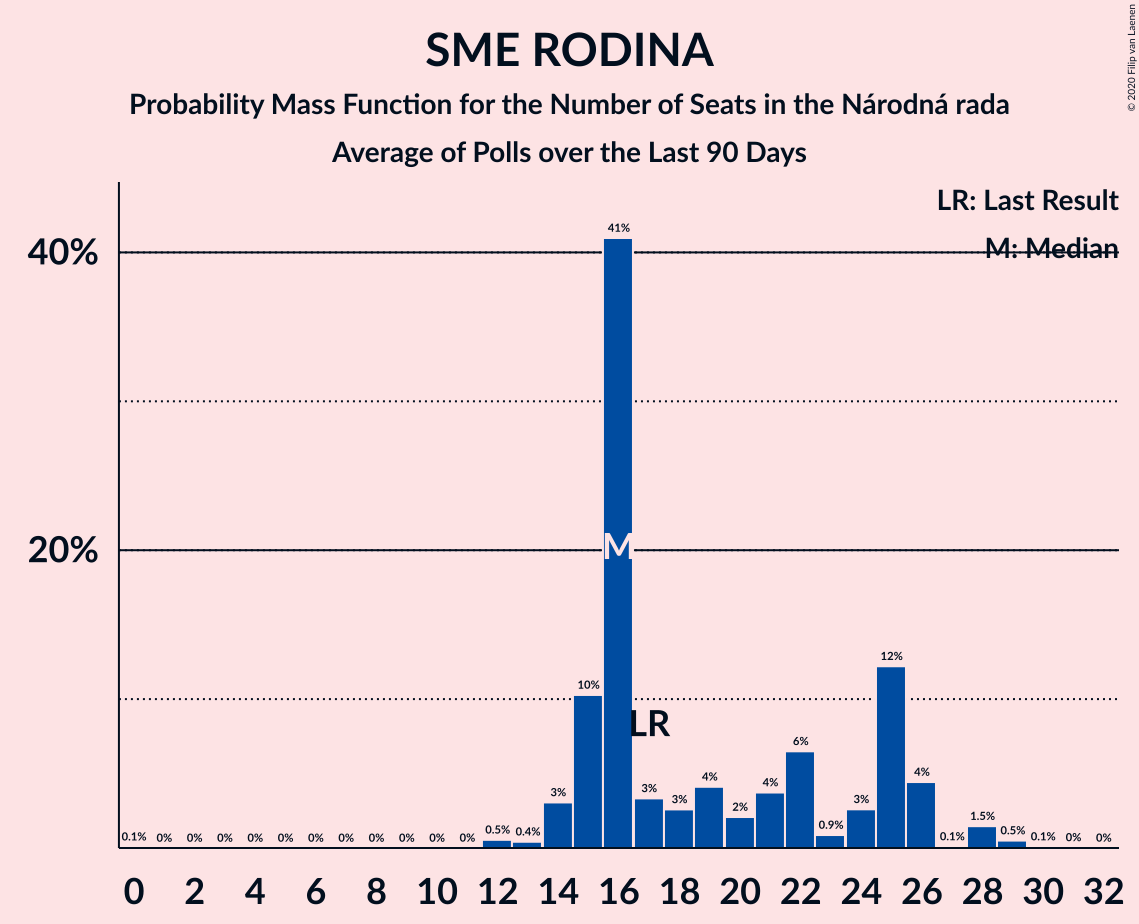 SME RODINA
Probability Mass Function for the Number of Seats in the Národná rada
Average of Polls over the Last 90 Days
© 2020 Filip van Laenen
LR: Last Result
M: Median
40%
20%
41%
M
LR
0.1% 0% 0% 0% 0% 0% 0% 0% 0% 0% 0% 0% 0.5% 0.4% 3% 10% 3% 3% 4% 2% 4% 6% 0.9% 3% 12% 4% 0.1% 1.5% 0.5% 0.1% 0% 0%
0 2 4 6 8 10 12 14 16 18 20 22 24 26 28 30 32